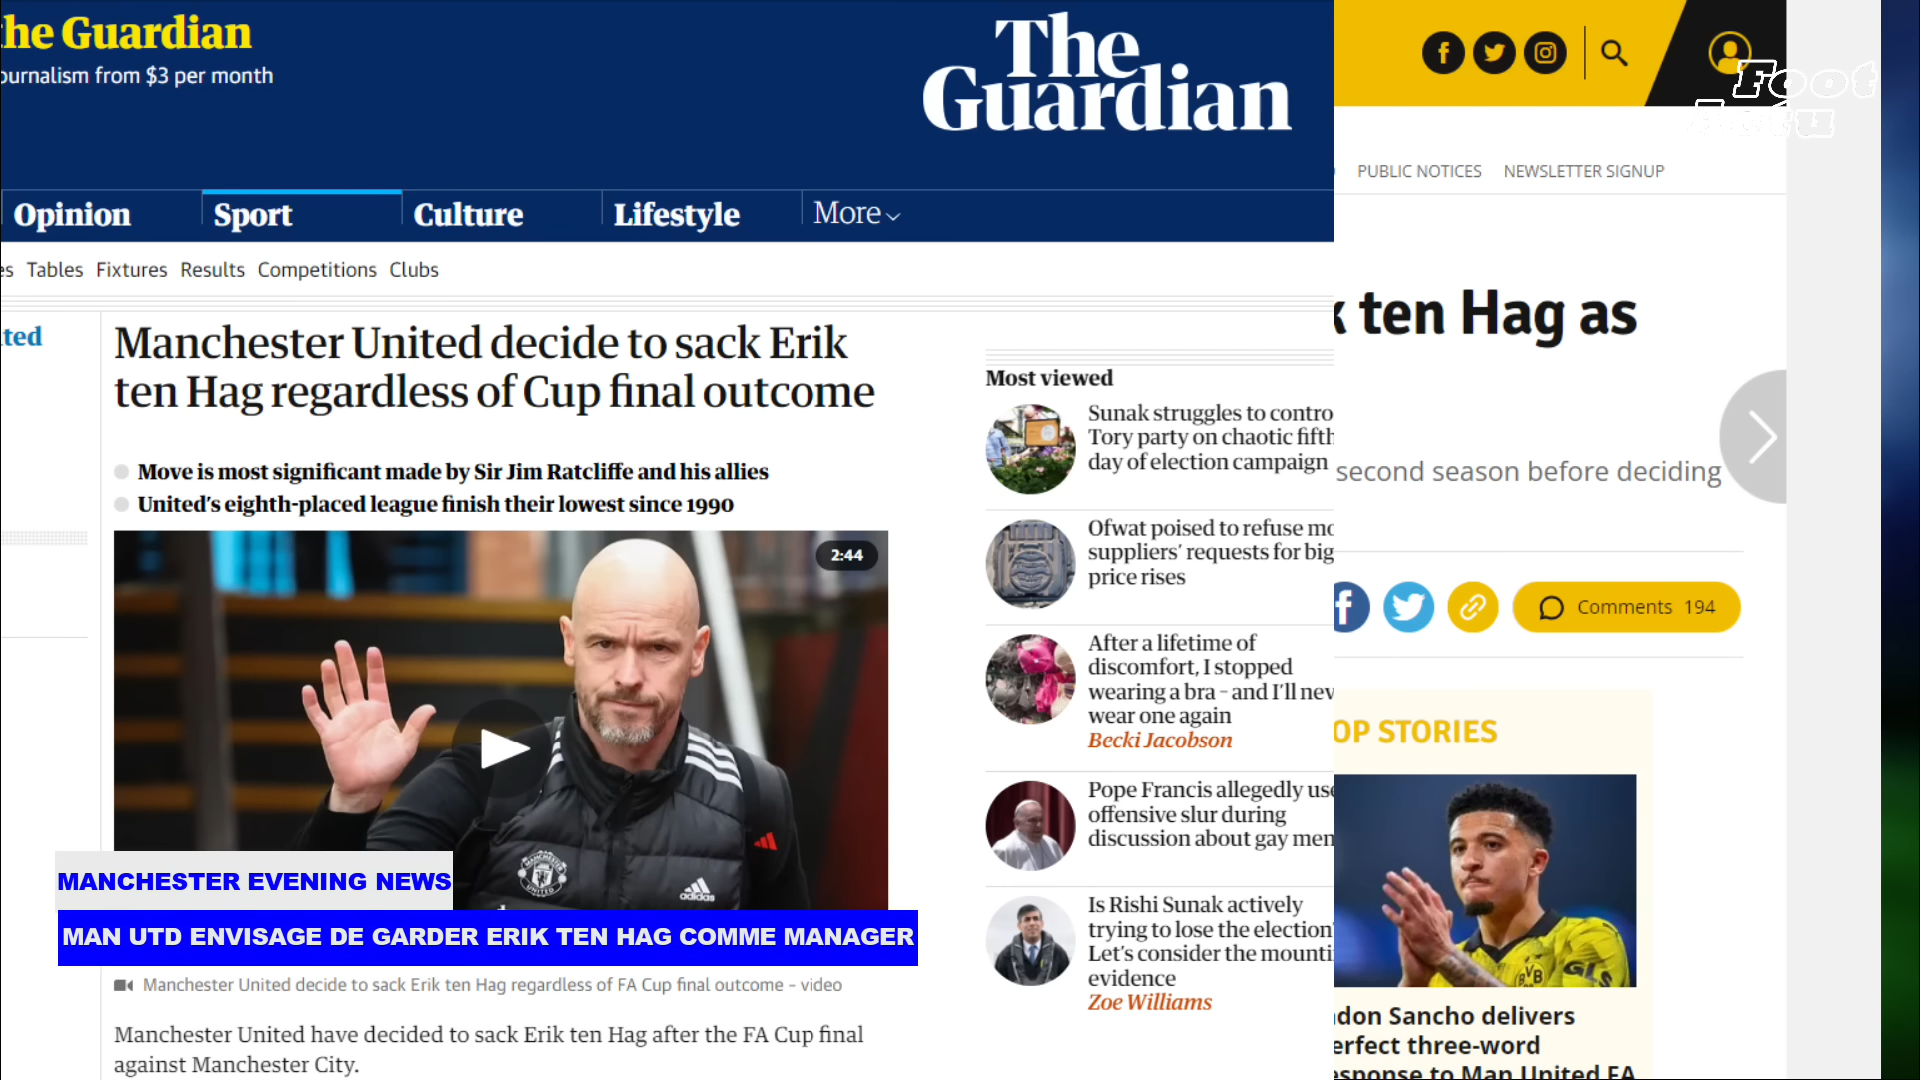 the Guardian
ournalism from $3 per month
The
Guardian
Opinion
Sport
Culture
Lifestyle
More
es Tables Fixtures Results Competitions Clubs
ted
Manchester United decide to sack Erik
ten Hag regardless of Cup final outcome
Move is most significant made by Sir Jim Ratcliffe and his allies
United's eighth-placed league finish their lowest since 1990
2:44
MANCHESTER UNITED
adidas
MANCHESTER EVENING NEWS
MAN UTD ENVISAGE DE GARDER ERIK TEN HAG COMME MANAGER
Manchester United decide to sack Erik ten Hag regardless of FA Cup final outcome – video
Manchester United have decided to sack Erik ten Hag after the FA Cup final
against Manchester City.
Most viewed
Sunak struggles to contro
Tory party on chaotic fifth
day of election campaign
Ofwat poised to refuse mo
suppliers' requests for big
price rises
After a lifetime of
discomfort, I stopped
wearing a bra – and I'll nev
wear one again
Becki Jacobson
Pope Francis allegedly use
offensive slur during
discussion about gay men
Is Rishi Sunak actively
trying to lose the election
Let's consider the mounti
evidence
Zoe Williams
Foot
PUBLIC NOTICES
NEWSLETTER SIGNUP
k ten Hag as
second season before deciding
Comments 194
OP STORIES
BVB
GLS
don Sancho delivers
erfect three-word
esponse to Man United FA